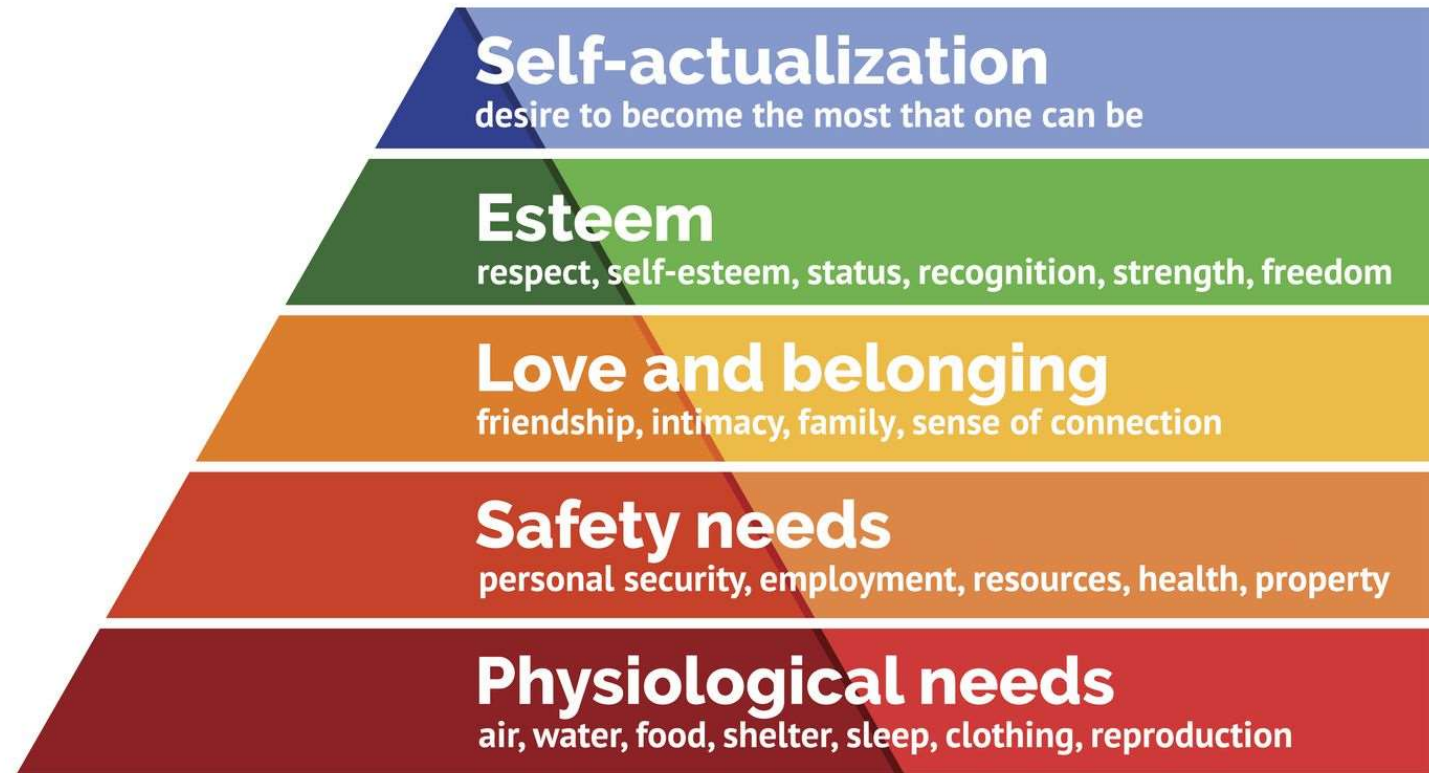 Self-actualization
desire to become the most that one can be
Esteem
respect, self-esteem, status, recognition, strength, freedom
Love and belonging
friendship, intimacy, family, sense of connection
Safety needs
personal security, employment, resources, health, property
Physiological needs
air, water, food, shelter, sleep, clothing, reproduction